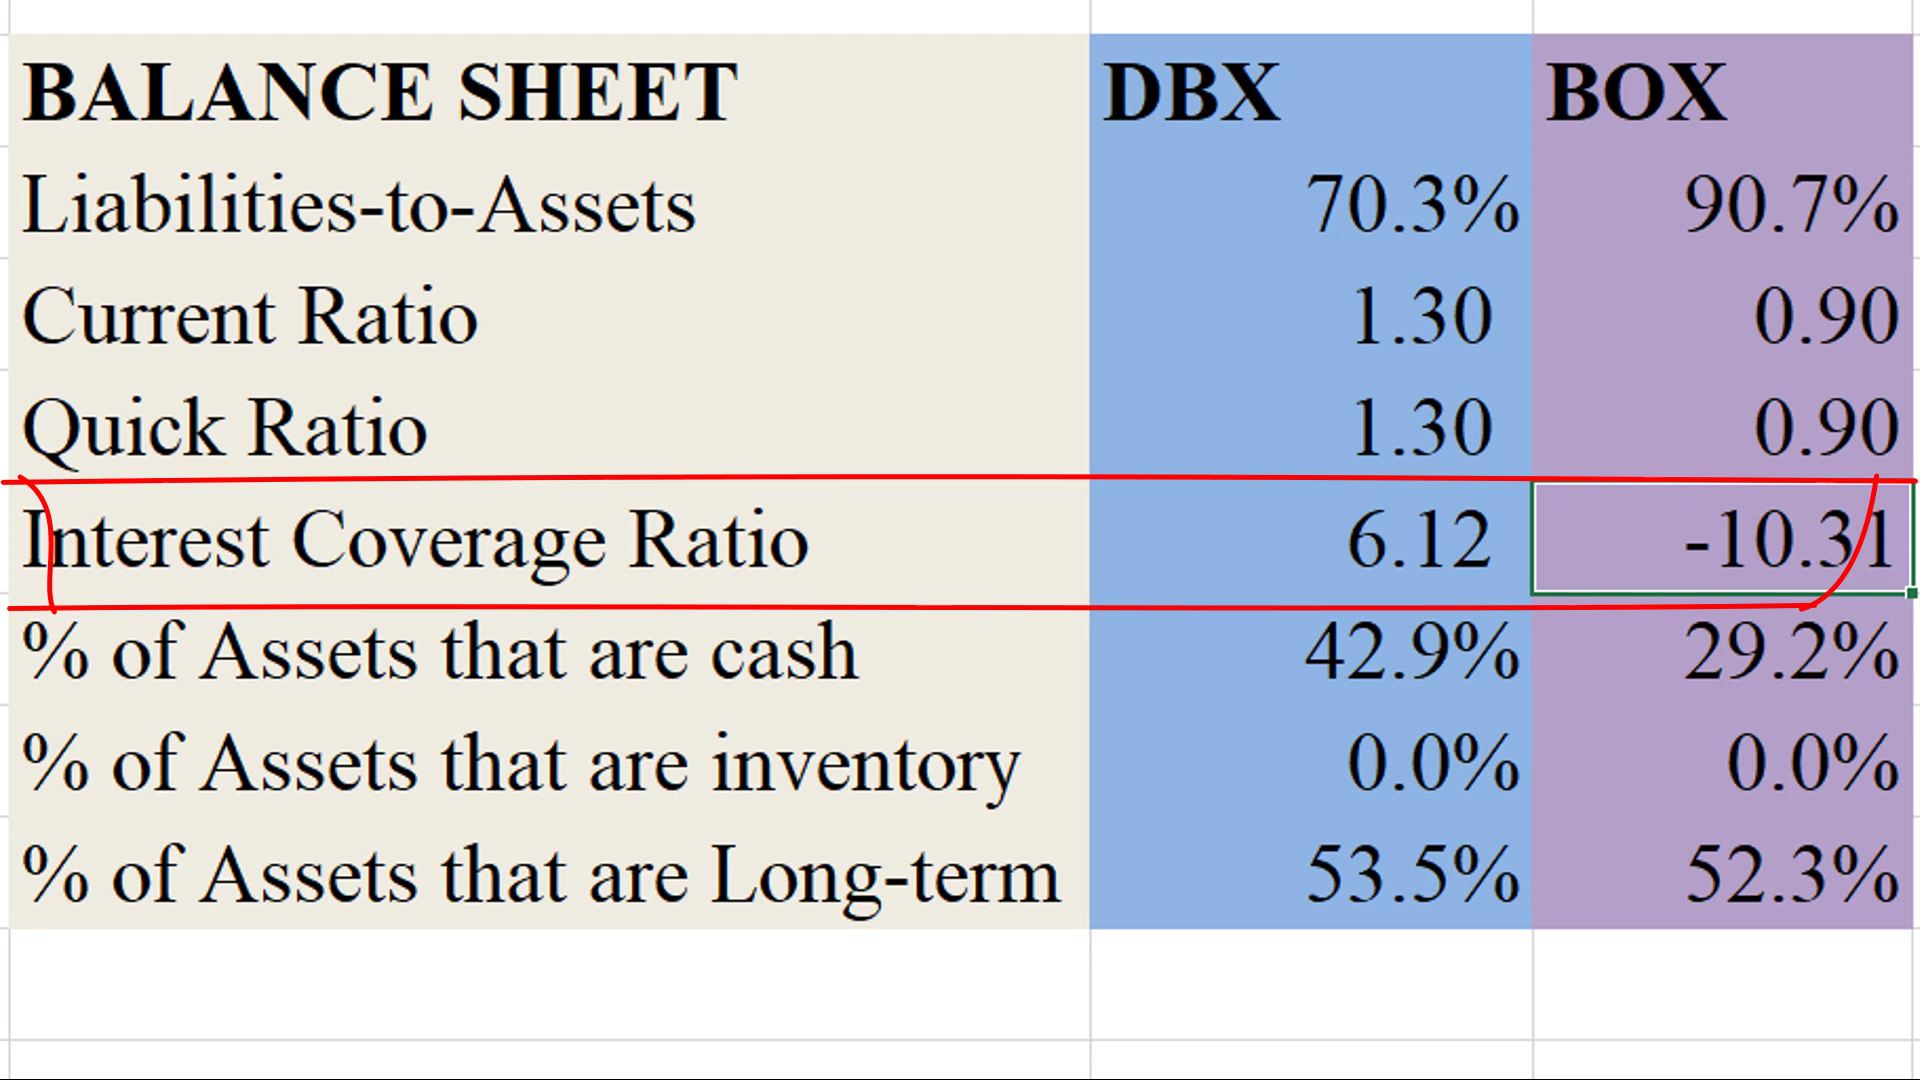 BALANCE SHEET DBX BOX
Liabilities-to-Assets 70.3% 90.7%
Current Ratio 1.30 0.90
Quick Ratio 1.30 0.90
Interest Coverage Ratio 6.12 -10.31
% of Assets that are cash 42.9% 29.2%
% of Assets that are inventory 0.0% 0.0%
% of Assets that are Long-term 53.5% 52.3%